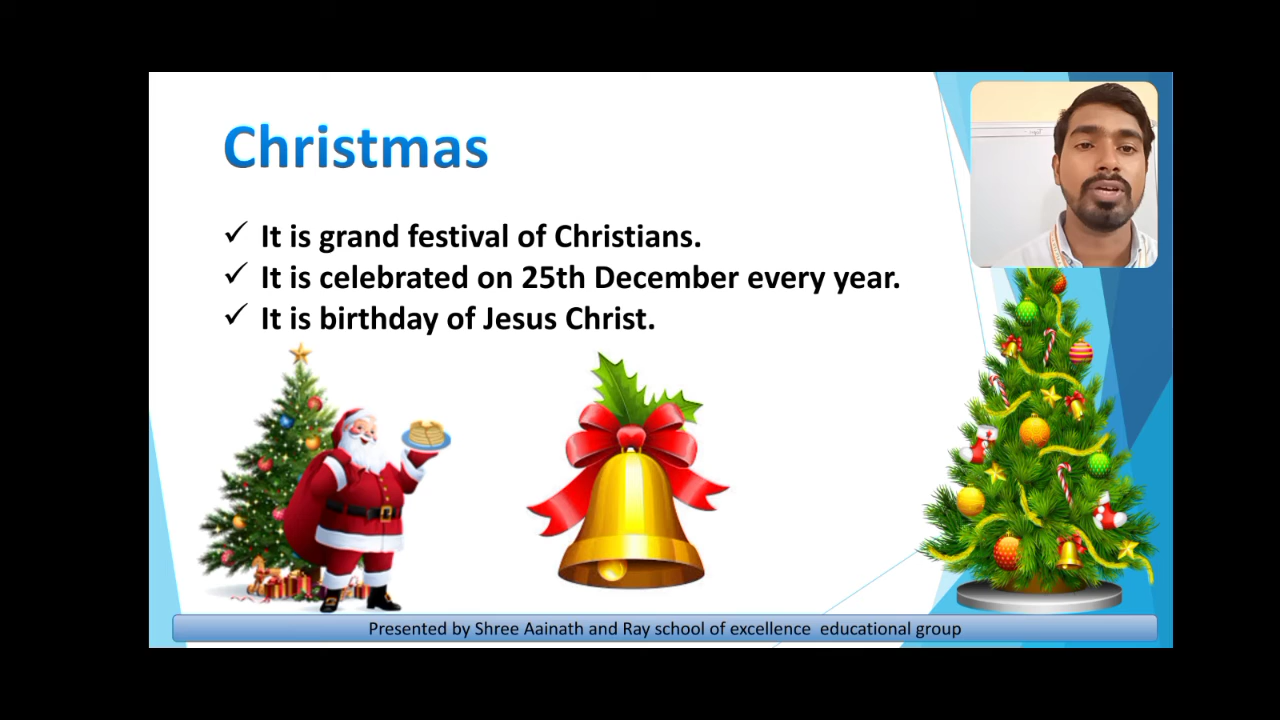 Christmas
✓ It is grand festival of Christians.
✓ It is celebrated on 25th December every year.
✓ It is birthday of Jesus Christ.
Presented by Shree Aainath and Ray school of excellence educational group